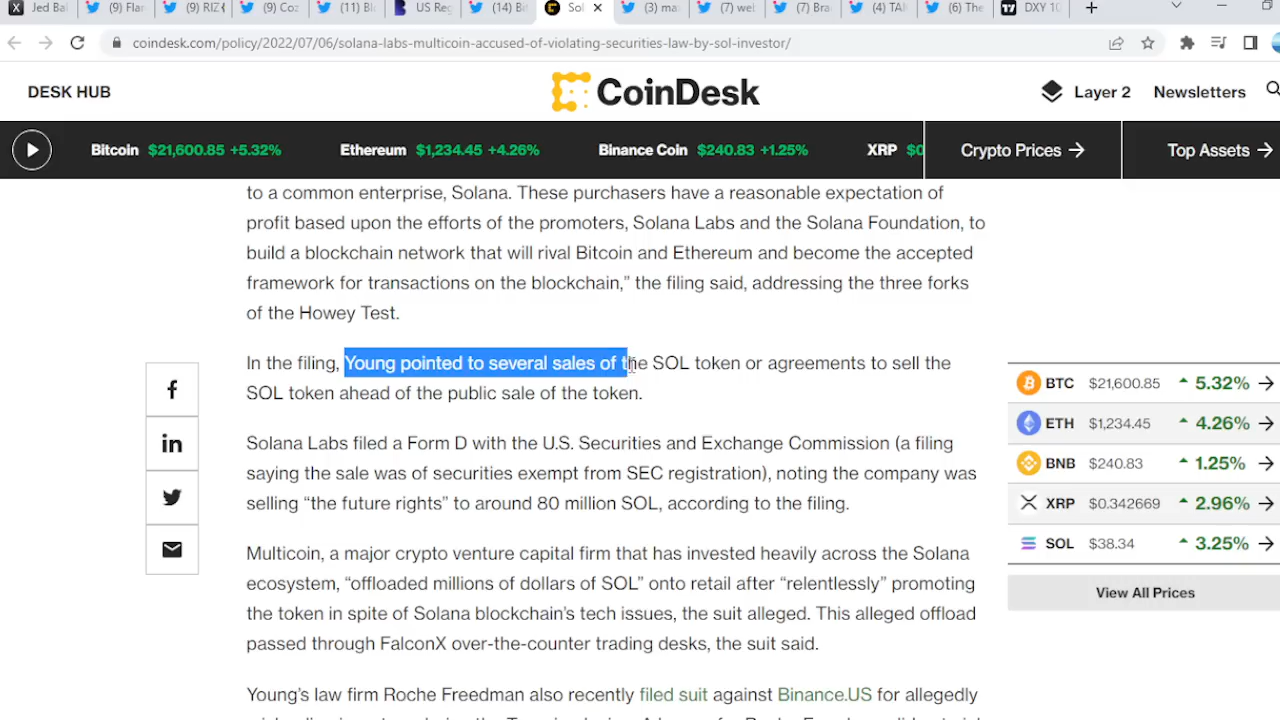 Jed Bal
(9) Flar
(9) RIZ
(9) Coz
(11) Bl
US Reg
(14) Bi
Sol
(3) ma
(7) wel
(7) Bra
(4) TA
(6) The
DXY 10
coindesk.com/policy/2022/07/06/solana-labs-multicoin-accused-of-violating-securities-law-by-sol-investor/
DESK HUB
CoinDesk
Layer 2
Newsletters
Bitcoin $21,600.85 +5.32%
Ethereum $1,234.45 +4.26%
Binance Coin $240.83 +1.25%
XRP $0
Crypto Prices →
Top Assets →
to a common enterprise, Solana. These purchasers have a reasonable expectation of
profit based upon the efforts of the promoters, Solana Labs and the Solana Foundation, to
build a blockchain network that will rival Bitcoin and Ethereum and become the accepted
framework for transactions on the blockchain,” the filing said, addressing the three forks
of the Howey Test.
In the filing, Young pointed to several sales of the SOL token or agreements to sell the
SOL token ahead of the public sale of the token.
Solana Labs filed a Form D with the U.S. Securities and Exchange Commission (a filing
saying the sale was of securities exempt from SEC registration), noting the company was
selling “the future rights” to around 80 million SOL, according to the filing.
Multicoin, a major crypto venture capital firm that has invested heavily across the Solana
ecosystem, “offloaded millions of dollars of SOL” onto retail after “relentlessly” promoting
the token in spite of Solana blockchain’s tech issues, the suit alleged. This alleged offload
passed through FalconX over-the-counter trading desks, the suit said.
Young’s law firm Roche Freedman also recently filed suit against Binance.US for allegedly
BTC $21,600.85 5.32% →
ETH $1,234.45 4.26% →
BNB $240.83 1.25% →
XRP $0.342669 2.96% →
SOL $38.34 3.25% →
View All Prices